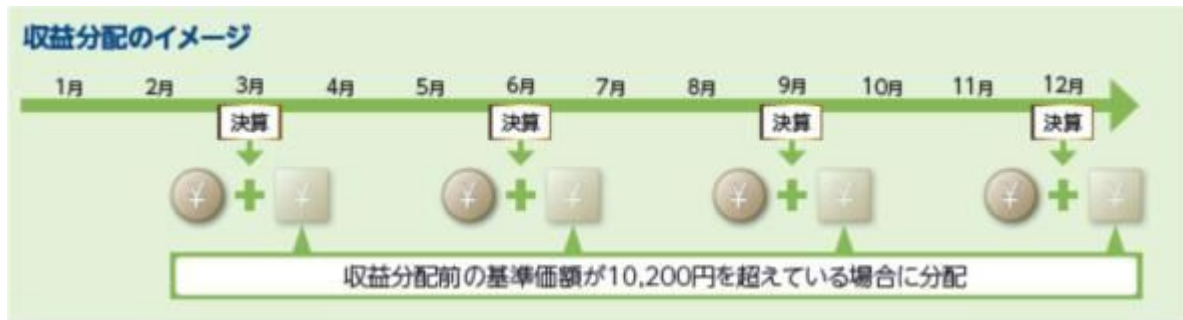 収益分配のイメージ
1月 2月 3月 4月 5月 6月 7月 8月 9月 10月 11月 12月
決算 決算 決算 決算
¥ ¥ ¥ ¥ ¥ ¥ ¥ ¥
収益分配前の基準価額が10,200円を超えている場合に分配